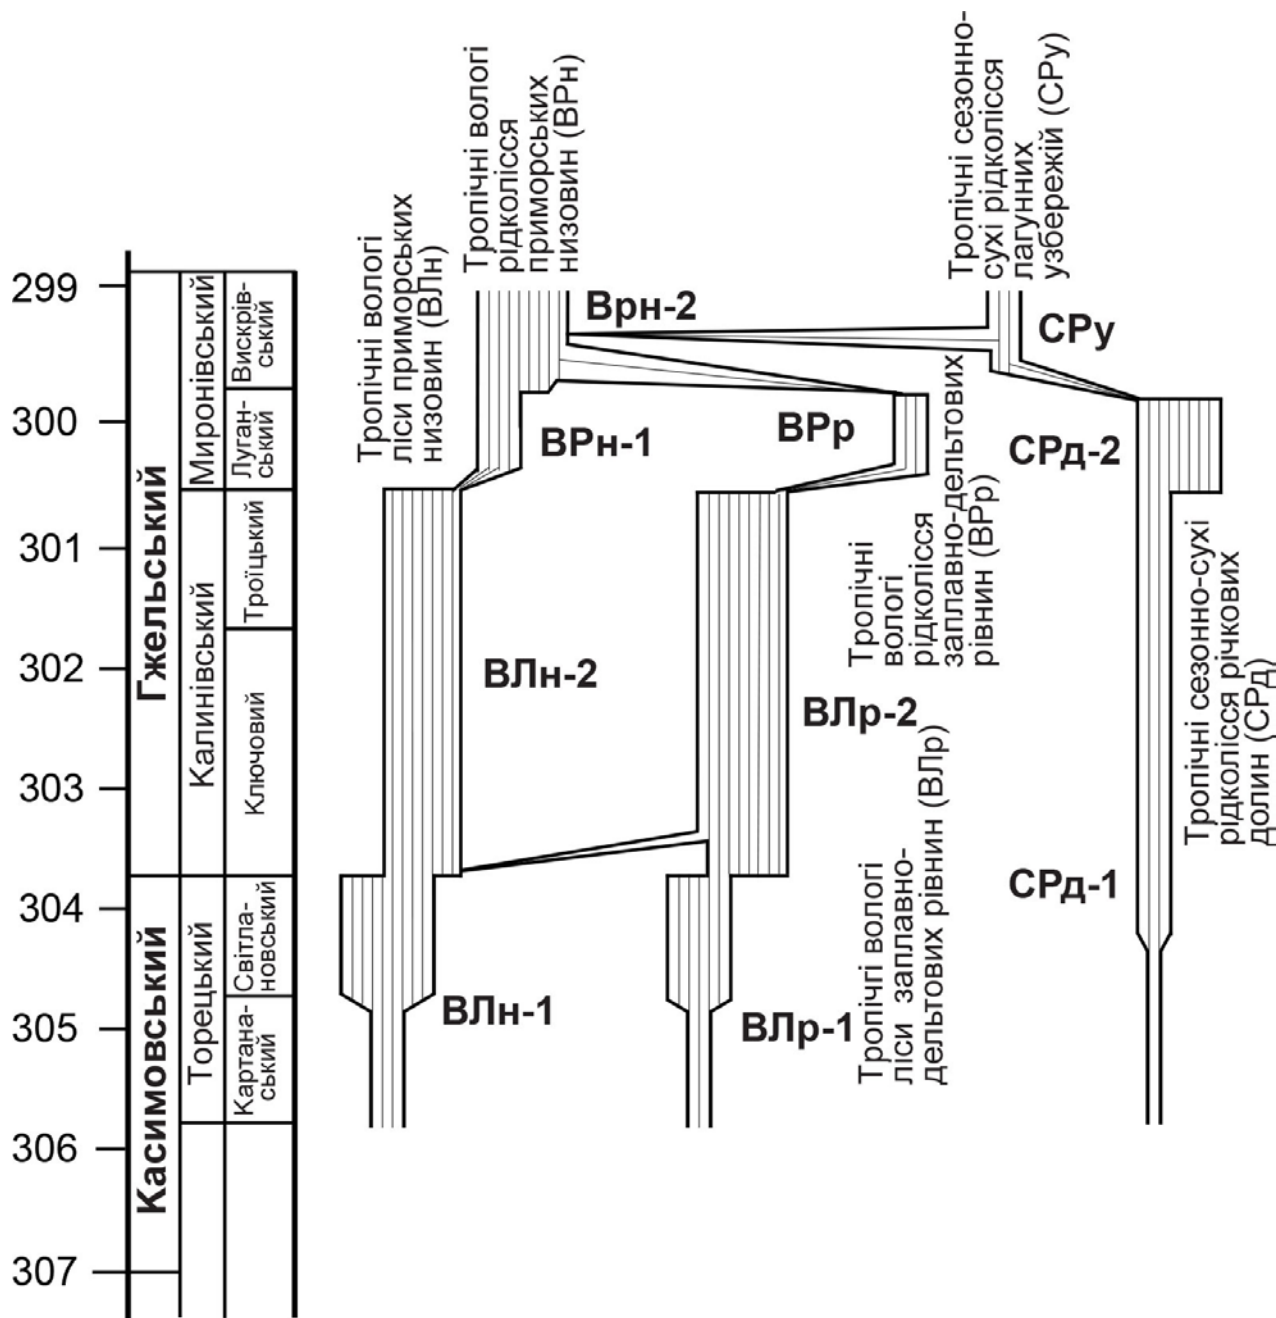 299
300
301
302
303
304
305
306
307
Гжельський
Касимовський
Миронівський
Калинівський
Торецький
Вискрів-
ський
Луган-
ський
Троїцький
Ключовий
Світла-
новський
Картана-
ський
Тропічні вологі
ліси приморських
низовин (ВЛн)
Тропічні вологі
рідколісся
приморських
низовин (ВРн)
Тропічні сезонно-
сухі рідколісся
лагунних
узбережій (СРу)
Врн-2
СРу
ВРн-1
ВРр
СРд-2
Тропічні
вологі
рідколісся
заплавно-дельтових
рівнин (ВРр)
ВЛн-2
ВЛр-2
Тропічні сезонно-сухі
рідколісся річкових
долин (СРд)
СРд-1
ВЛн-1
ВЛр-1
Тропічгі вологі
ліси заплавно-
дельтових рівнин (ВЛр)